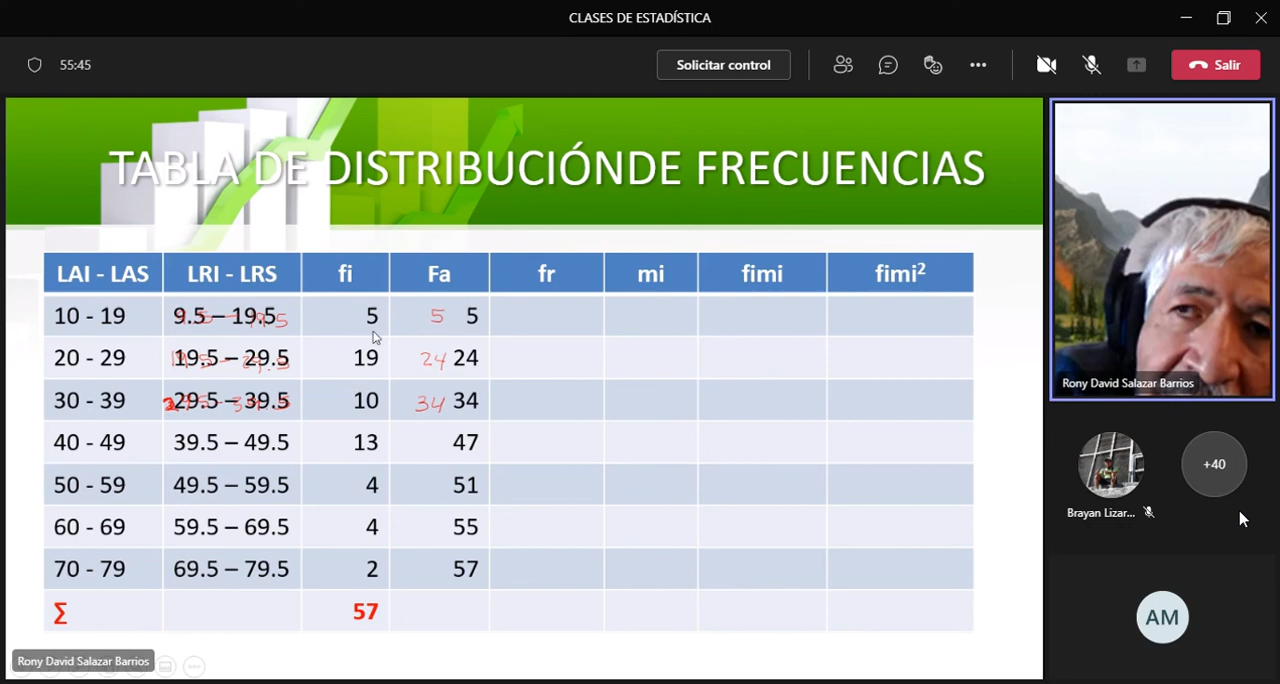 CLASES DE ESTADÍSTICA
55:45
Solicitar control
Salir
TABLA DE DISTRIBUCIÓNDE FRECUENCIAS
LAI - LAS LRI - LRS fi Fa fr mi fimi fimi²
10 - 19 9.5 – 19.5 5 5 5
20 - 29 19.5 – 29.5 19 24 24
30 - 39 29.5 – 39.5 10 34 34
40 - 49 39.5 – 49.5 13 47
50 - 59 49.5 – 59.5 4 51
60 - 69 59.5 – 69.5 4 55
70 - 79 69.5 – 79.5 2 57
∑ 57
Rony David Salazar Barrios
Rony David Salazar Barrios
Brayan Lizar...
+40
AM